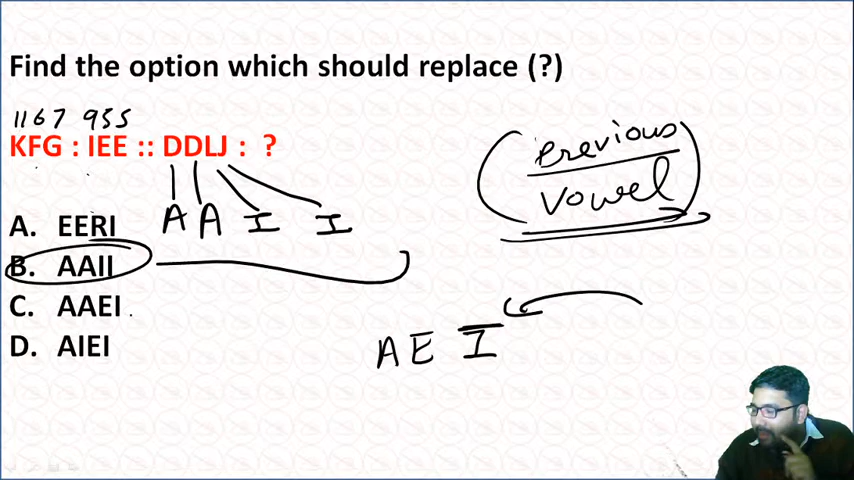 Find the option which should replace (?)
1167 955
KFG : IEE :: DDLJ : ?
A A I I
(Previous
Vowel)
A. EERI
B. AAII
C. AAEI
D. AIEI
A E I